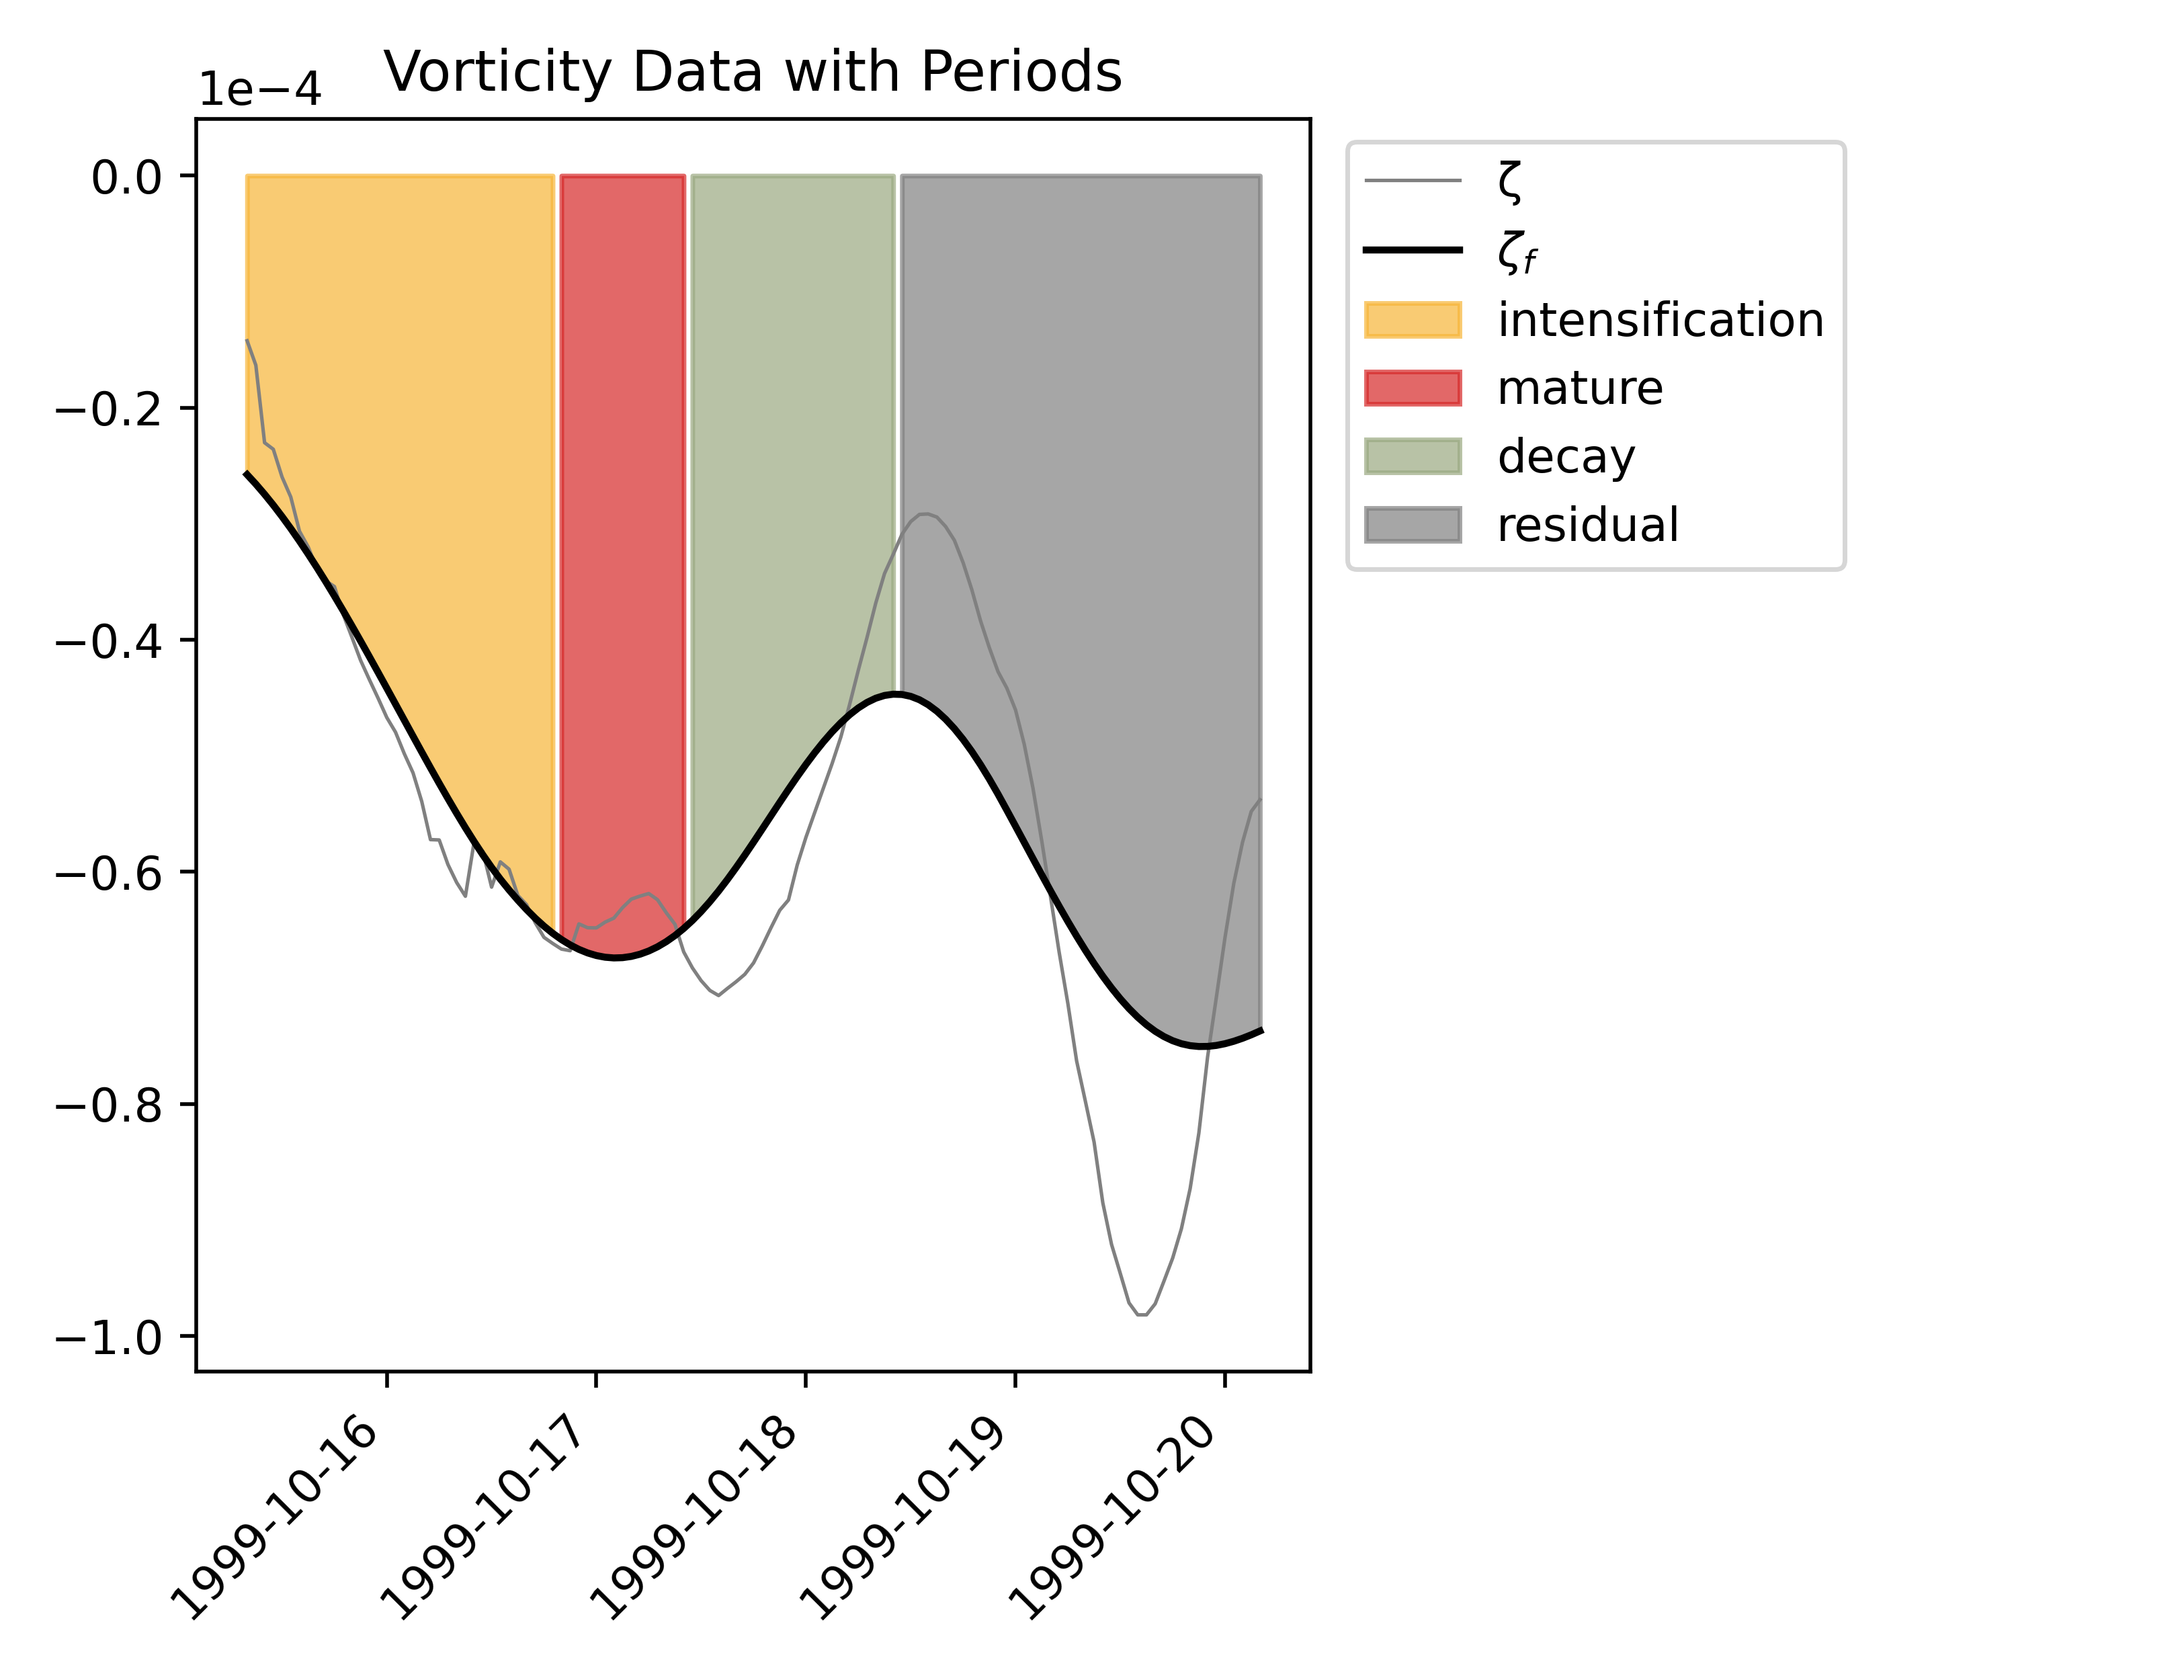 Vorticity Data with Periods
1e−4
0.0
−0.2
−0.4
−0.6
−0.8
−1.0
1999-10-16
1999-10-17
1999-10-18
1999-10-19
1999-10-20
ζ
ζf
intensification
mature
decay
residual